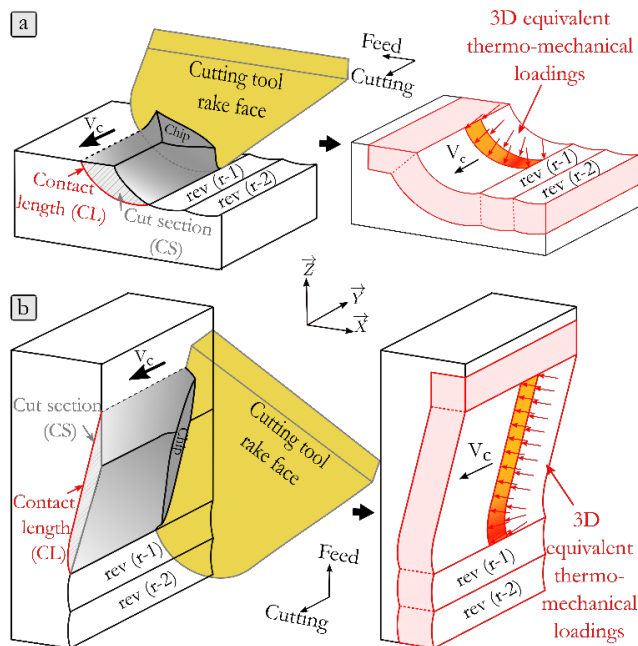 a
Cutting tool
rake face
Feed
Cutting
3D equivalent
thermo-mechanical
loadings
Vc
Chip
rev (r-1)
rev (r-2)
Contact
length (CL)
Cut section
(CS)
Vc
rev (r-1)
rev (r-2)
Z
Y
X
b
Vc
Cut section
(CS)
Chip
Cutting tool
rake face
Contact
length (CL)
rev (r-1)
rev (r-2)
Feed
Cutting
Vc
rev (r-1)
rev (r-2)
3D
equivalent
thermo-
mechanical
loadings